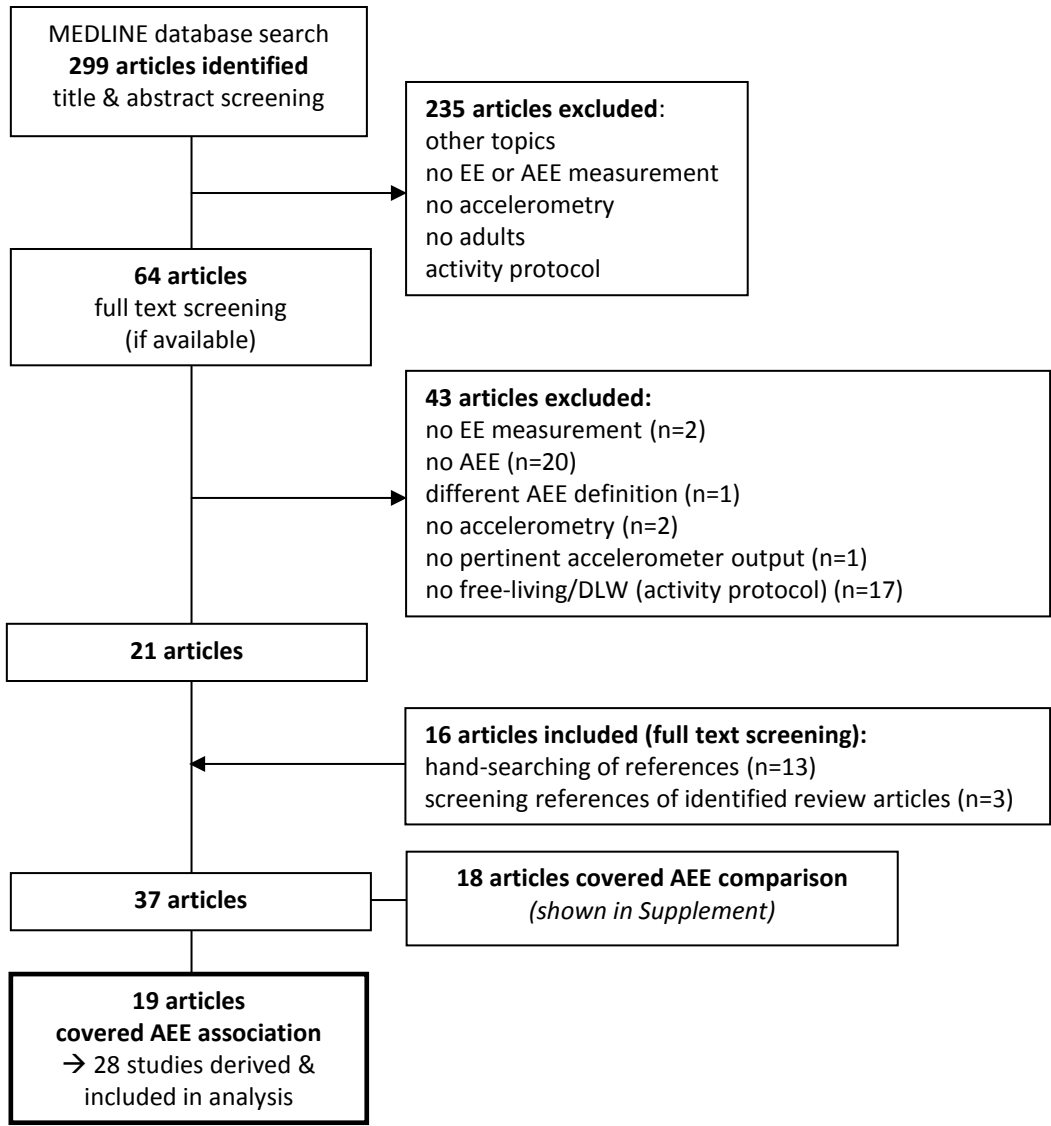 MEDLINE database search
299 articles identified
title & abstract screening
235 articles excluded:
other topics
no EE or AEE measurement
no accelerometry
no adults
activity protocol
64 articles
full text screening
(if available)
43 articles excluded:
no EE measurement (n=2)
no AEE (n=20)
different AEE definition (n=1)
no accelerometry (n=2)
no pertinent accelerometer output (n=1)
no free-living/DLW (activity protocol) (n=17)
21 articles
16 articles included (full text screening):
hand-searching of references (n=13)
screening references of identified review articles (n=3)
37 articles
18 articles covered AEE comparison
(shown in Supplement)
19 articles
covered AEE association
→ 28 studies derived &
included in analysis